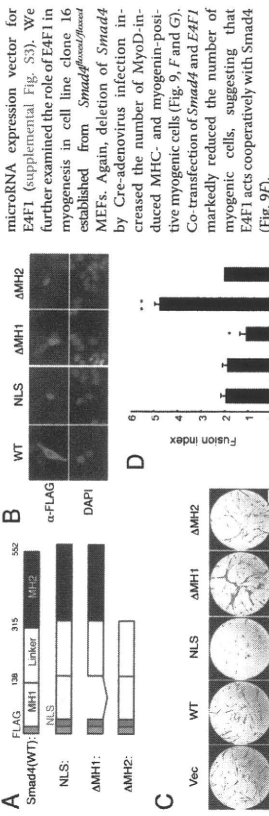 A
FLAG
138
315
552
Smad4(WT):
MH1
Linker
MH2
NLS
NLS:
ΔMH1:
ΔMH2:
B
WT
NLS
ΔMH1
ΔMH2
α-FLAG
DAPI
C
Vec
WT
NLS
ΔMH1
ΔMH2
D
Fusion index
6
5
4
3
2
1
0
*
**
microRNA expression vector for
E4F1 (supplemental Fig. S3). We
further examined the role of E4F1 in
myogenesis in cell line clone 16
established from Smad4floxed/floxed
MEFs. Again, deletion of Smad4
by Cre-adenovirus infection in-
creased the number of MyoD-in-
duced MHC- and myogenin-posi-
tive myogenic cells (Fig. 9, F and G).
Co-transfection of Smad4 and E4F1
markedly reduced the number of
myogenic cells, suggesting that
E4F1 acts cooperatively with Smad4
(Fig. 9F).